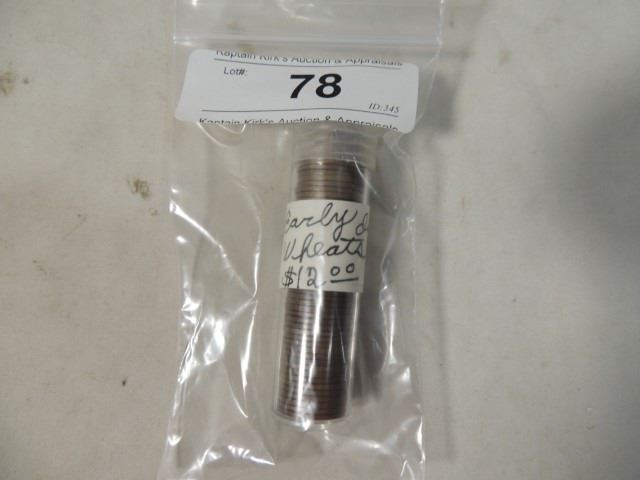 Kaptain Kirk's Auction & Appraisals
Lot#: 78
ID:345
Kaptain Kirk's Auction & Appraisals
Early d
Wheats
$12.00